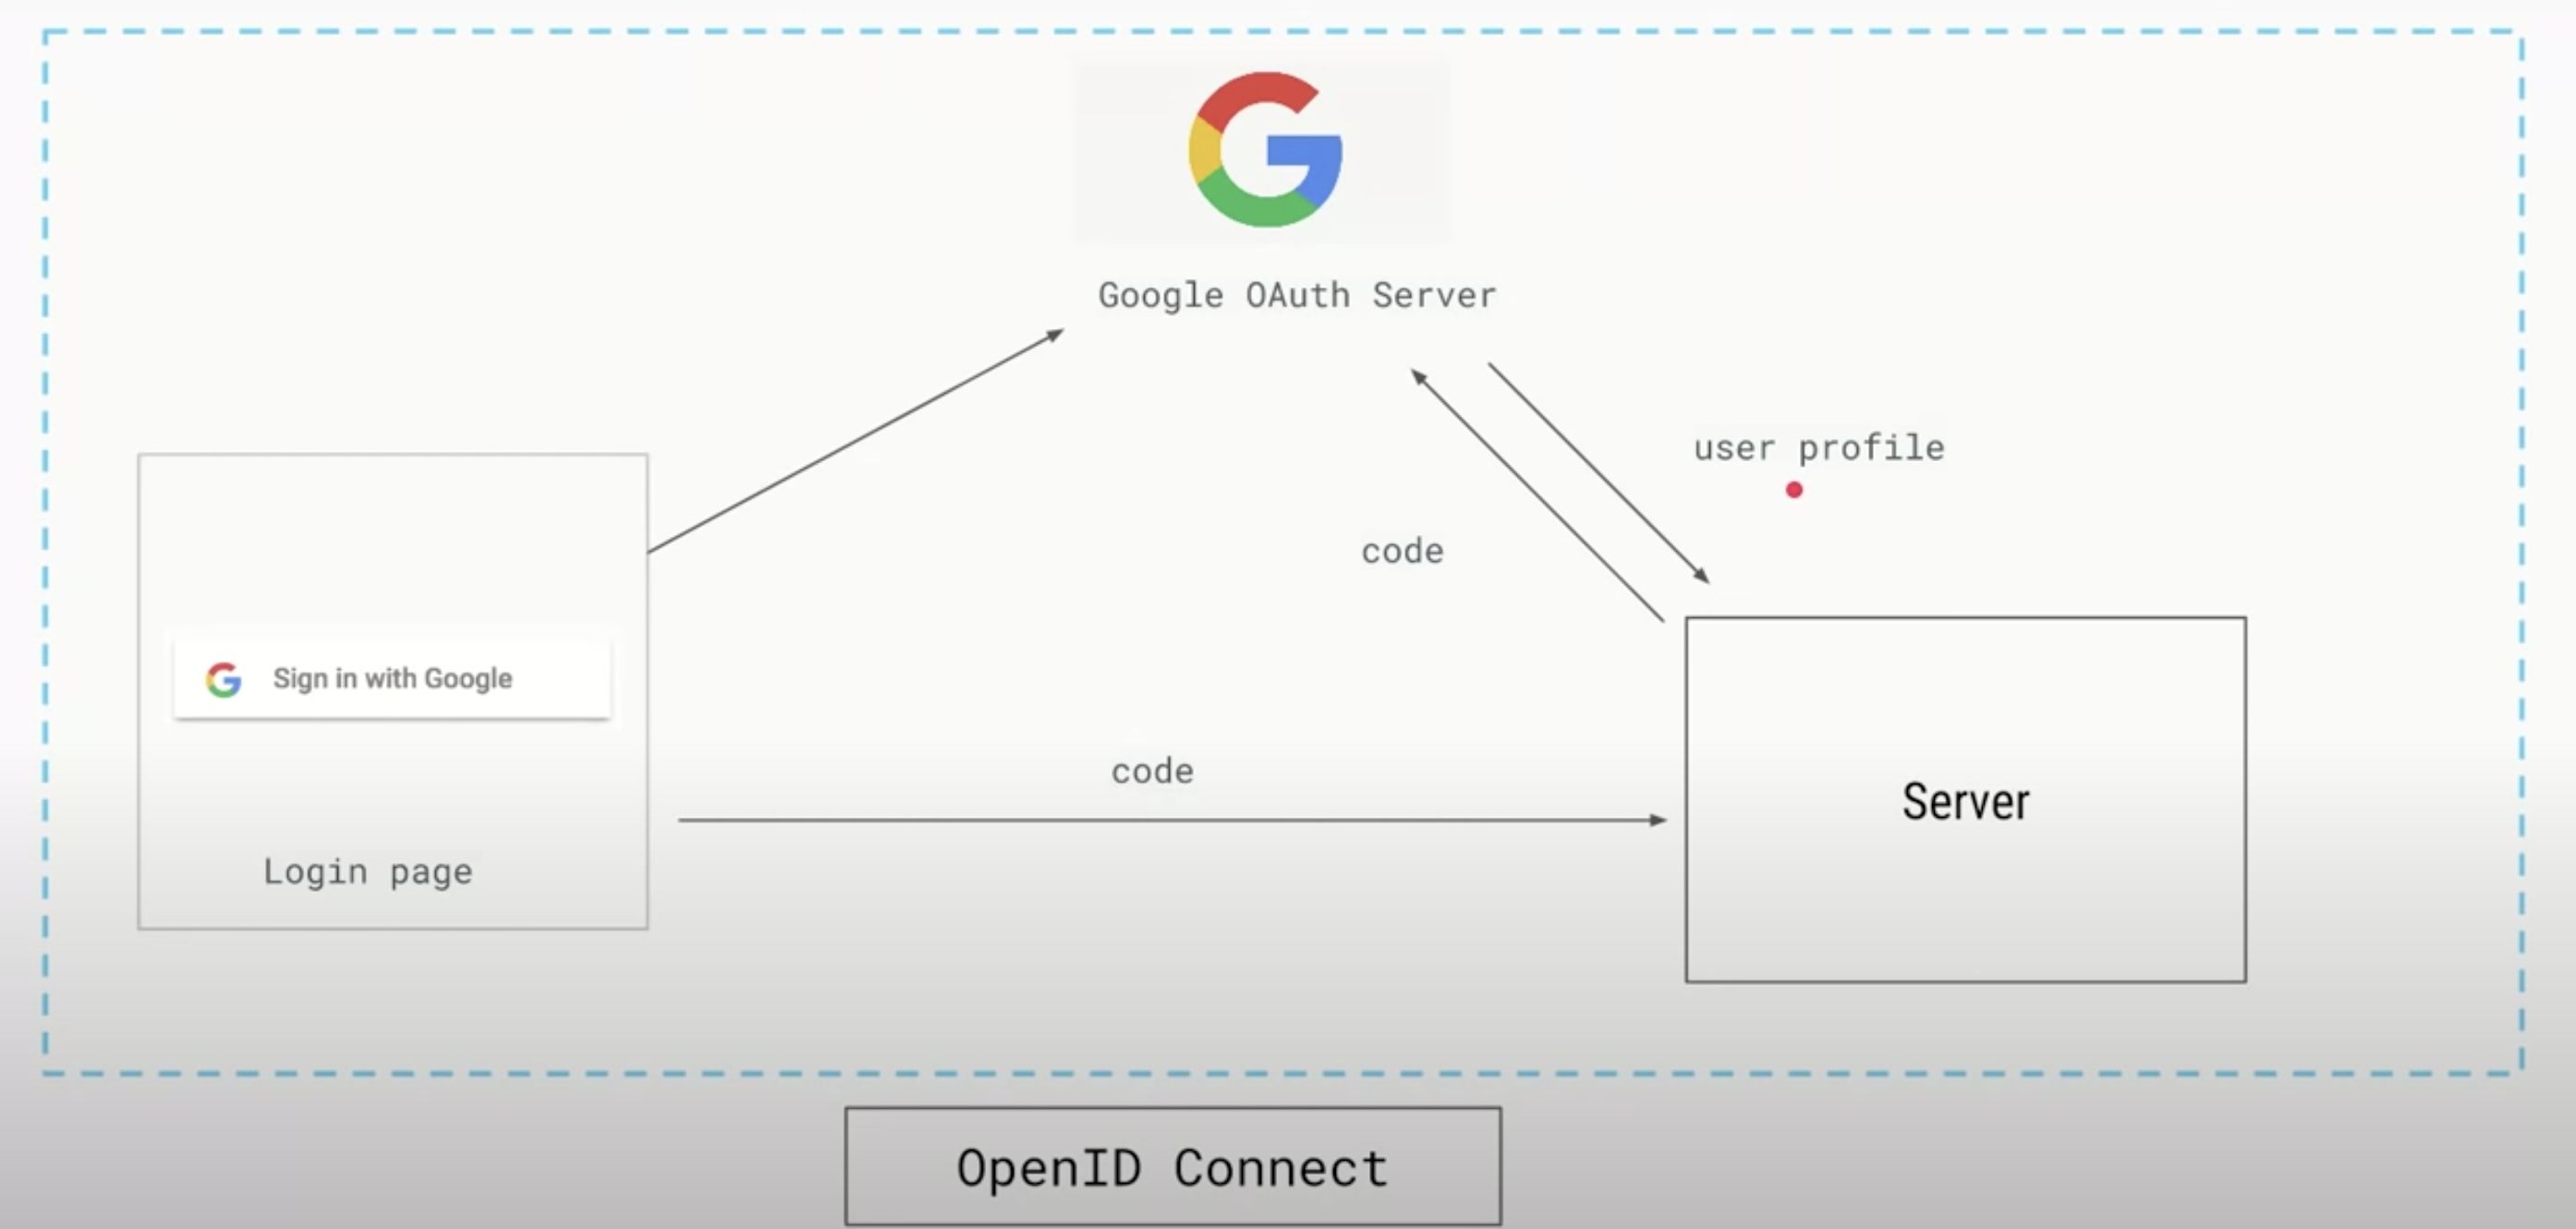 Google OAuth Server
user profile
code
Sign in with Google
code
Server
Login page
OpenID Connect